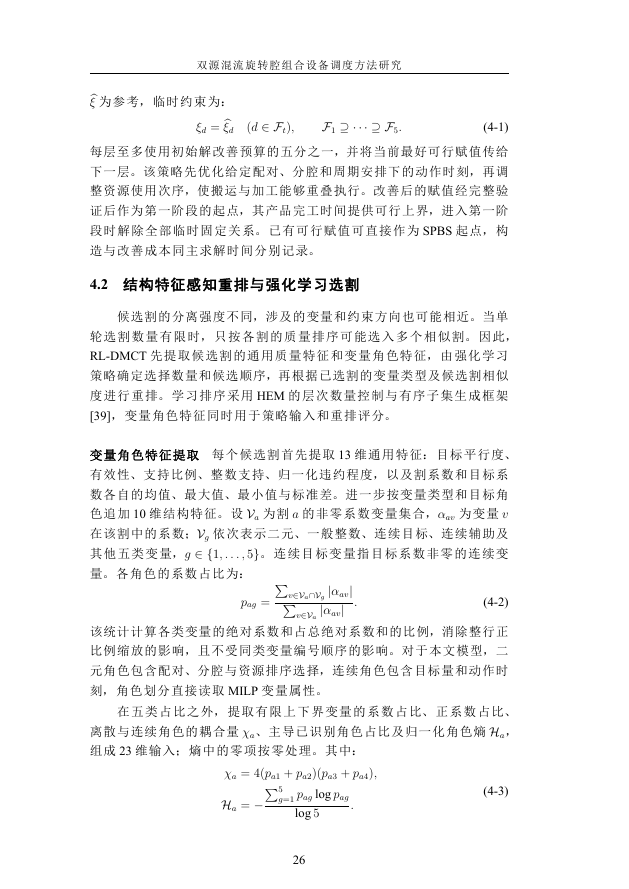 双源混流旋转腔组合设备调度方法研究
ξ̂ 为参考，临时约束为：
ξ_d = ξ̂_d (d ∈ F_t), F_1 ⊇ ⋯ ⊇ F_5. (4-1)
每层至多使用初始解改善预算的五分之一，并将当前最好可行赋值传给
下一层。该策略先优化给定配对、分腔和周期安排下的动作时刻，再调
整资源使用次序，使搬运与加工能够重叠执行。改善后的赋值经完整验
证后作为第一阶段的起点，其产品完工时间提供可行上界，进入第一阶
段时解除全部临时固定关系。已有可行赋值可直接作为 SPBS 起点，构
造与改善成本同主求解时间分别记录。
4.2 结构特征感知重排与强化学习选割
候选割的分离强度不同，涉及的变量和约束方向也可能相近。当单
轮选割数量有限时，只按各割的质量排序可能选入多个相似割。因此，
RL-DMCT 先提取候选割的通用质量特征和变量角色特征，由强化学习
策略确定选择数量和候选顺序，再根据已选割的变量类型及候选割相似
度进行重排。学习排序采用 HEM 的层次数量控制与有序子集生成框架
[39]，变量角色特征同时用于策略输入和重排评分。
变量角色特征提取 每个候选割首先提取 13 维通用特征：目标平行度、
有效性、支持比例、整数支持、归一化违约程度，以及割系数和目标系
数各自的均值、最大值、最小值与标准差。进一步按变量类型和目标角
色追加 10 维结构特征。设 V_a 为割 a 的非零系数变量集合，α_av 为变量 v
在该割中的系数；V_g 依次表示二元、一般整数、连续目标、连续辅助及
其他五类变量，g ∈ {1, . . . , 5}。连续目标变量指目标系数非零的连续变
量。各角色的系数占比为：
p_ag = ∑_{v∈V_a∩V_g} |α_av| / ∑_{v∈V_a} |α_av|. (4-2)
该统计计算各类变量的绝对系数和占总绝对系数和的比例，消除整行正
比例缩放的影响，且不受同类变量编号顺序的影响。对于本文模型，二
元角色包含配对、分腔与资源排序选择，连续角色包含目标量和动作时
刻，角色划分直接读取 MILP 变量属性。
在五类占比之外，提取有限上下界变量的系数占比、正系数占比、
离散与连续角色的耦合量 χ_a、主导已识别角色占比及归一化角色熵 H_a，
组成 23 维输入；熵中的零项按零处理。其中：
χ_a = 4(p_a1 + p_a2)(p_a3 + p_a4),
H_a = − ∑_{g=1}^{5} p_ag log p_ag / log 5. (4-3)
26